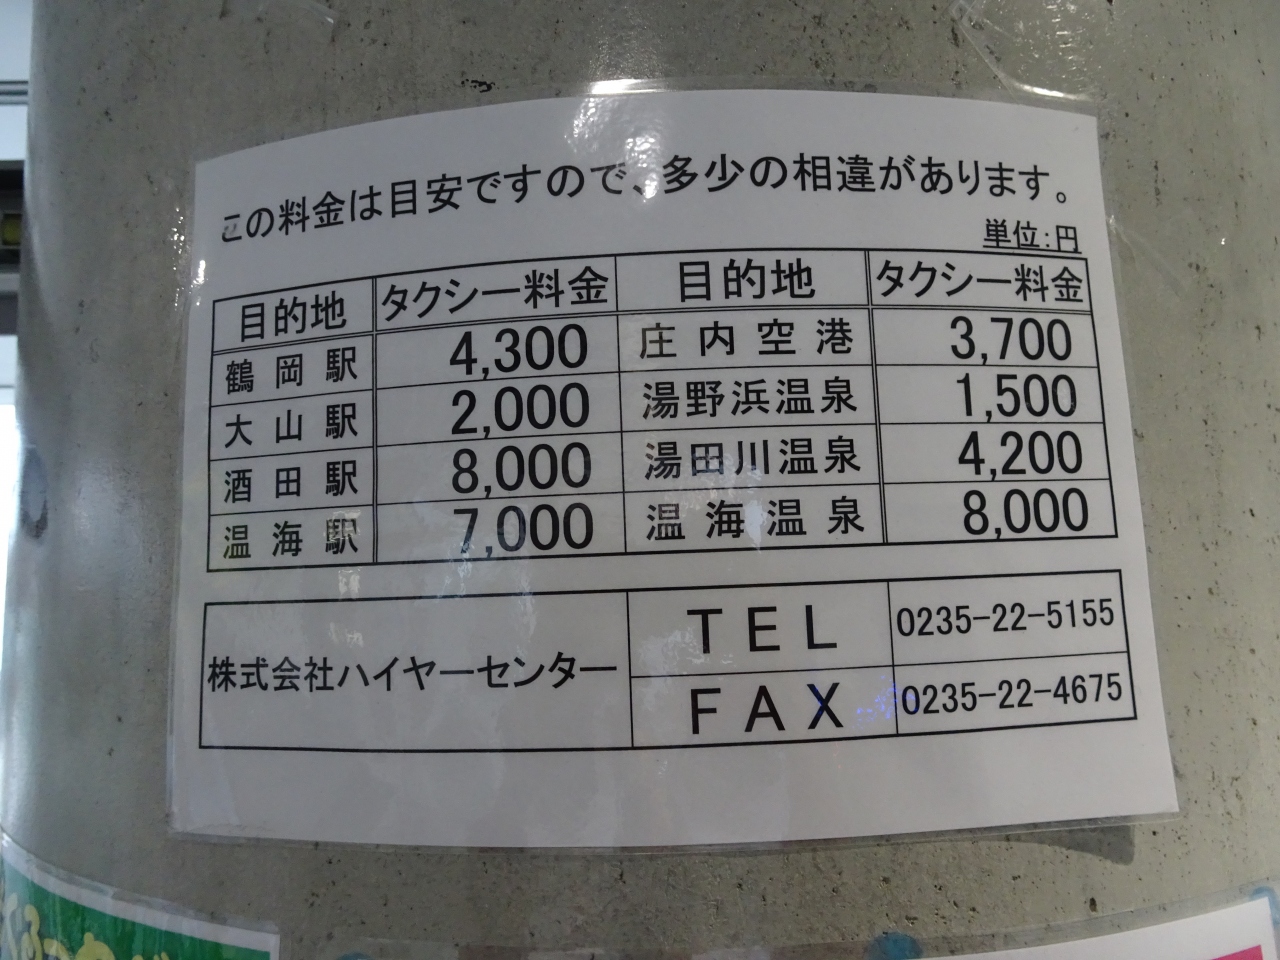 この料金は目安ですので、多少の相違があります。
単位:円
目的地 タクシー料金 目的地 タクシー料金
鶴岡駅 4,300 庄内空港 3,700
大山駅 2,000 湯野浜温泉 1,500
酒田駅 8,000 湯田川温泉 4,200
温海駅 7,000 温海温泉 8,000
株式会社ハイヤーセンター
TEL 0235-22-5155
FAX 0235-22-4675